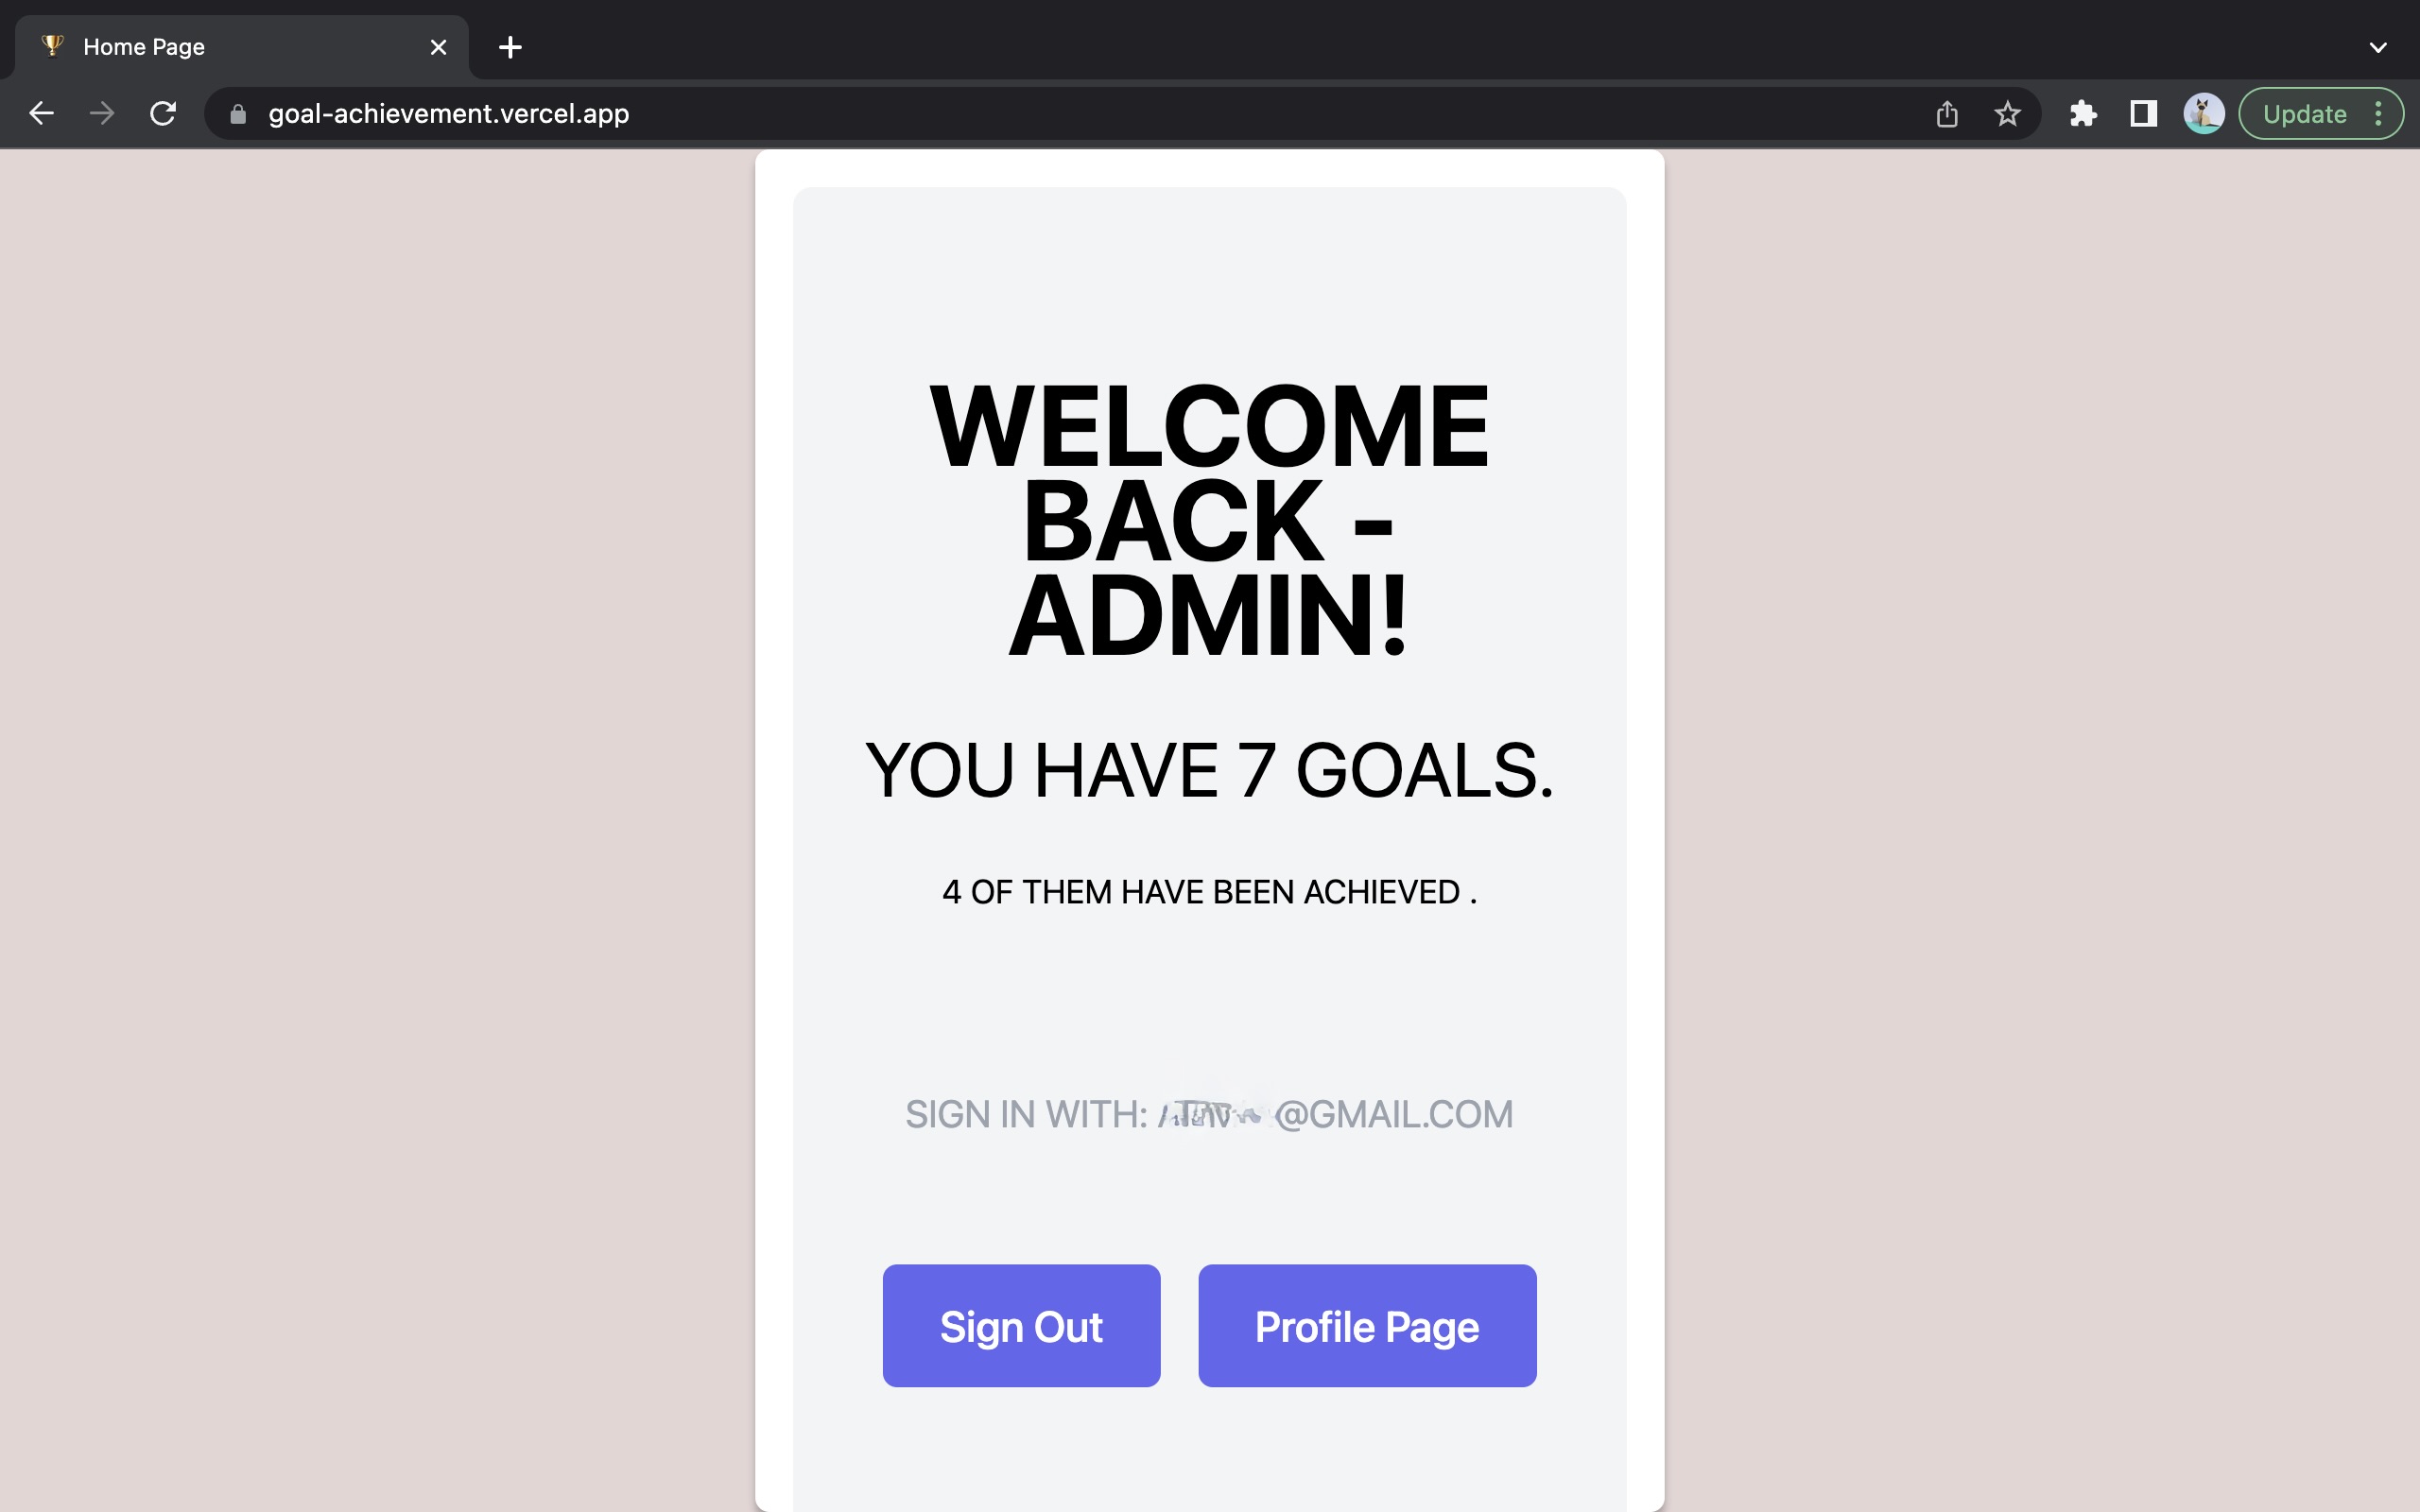 Home Page
goal-achievement.vercel.app
Update
WELCOME
BACK -
ADMIN!
YOU HAVE 7 GOALS.
4 OF THEM HAVE BEEN ACHIEVED .
SIGN IN WITH: @GMAIL.COM
Sign Out Profile Page